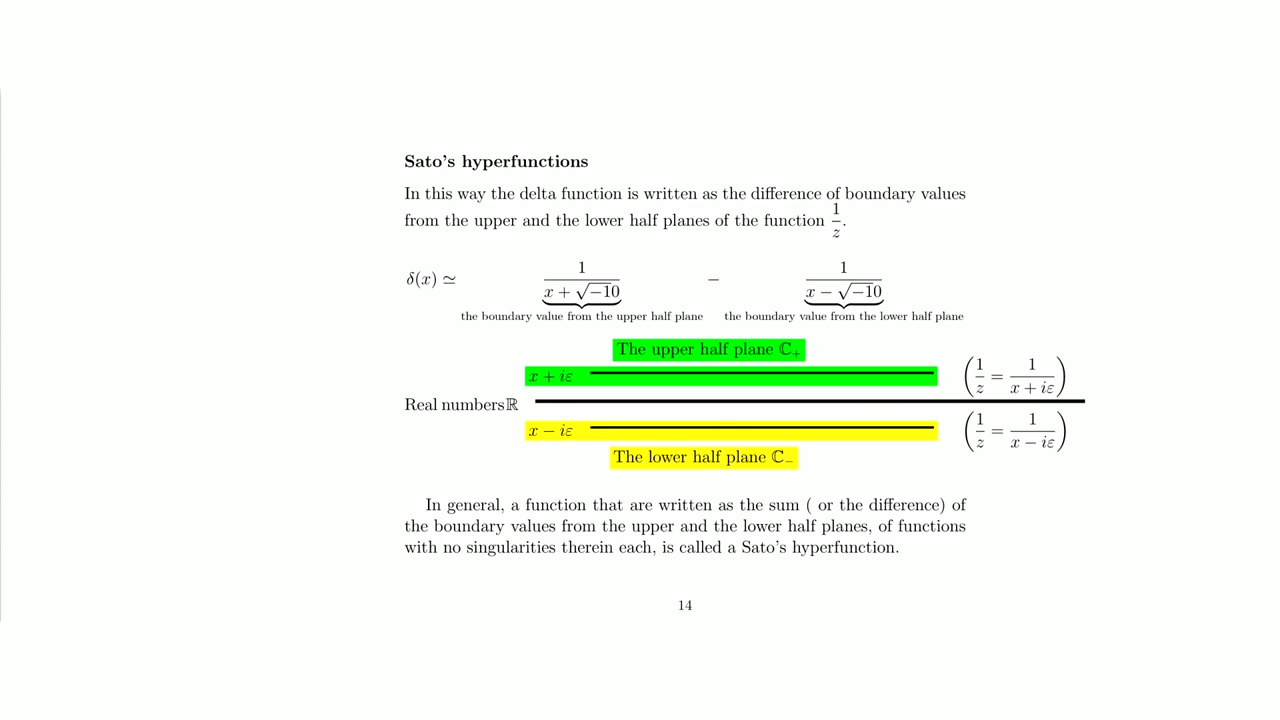 Sato's hyperfunctions
In this way the delta function is written as the difference of boundary values
from the upper and the lower half planes of the function 1/z.
δ(x) ≃ 1/(x + √−10) − 1/(x − √−10)
the boundary value from the upper half plane the boundary value from the lower half plane
The upper half plane ℂ₊
x + iε (1/z = 1/(x + iε))
Real numbers ℝ
x − iε (1/z = 1/(x − iε))
The lower half plane ℂ₋
In general, a function that are written as the sum ( or the difference) of
the boundary values from the upper and the lower half planes, of functions
with no singularities therein each, is called a Sato's hyperfunction.
14